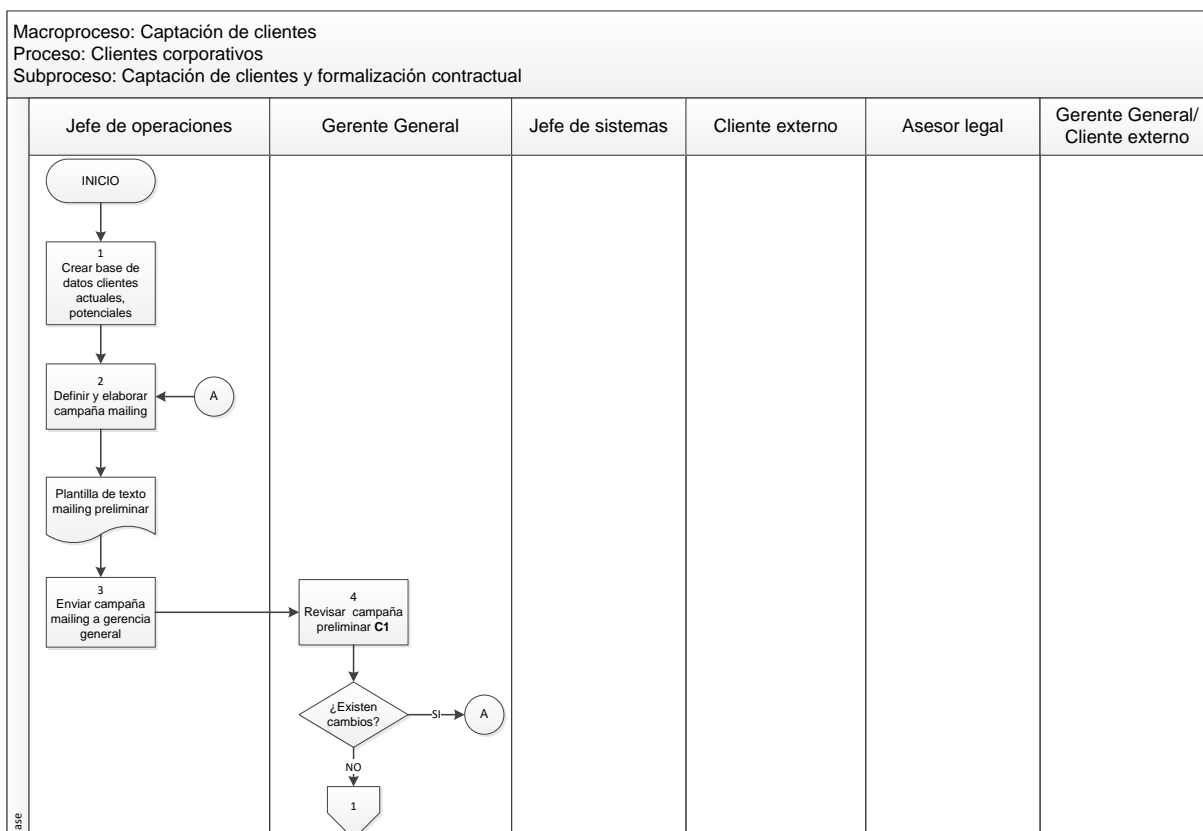 Macroproceso: Captación de clientes
Proceso: Clientes corporativos
Subproceso: Captación de clientes y formalización contractual
Jefe de operaciones
Gerente General
Jefe de sistemas
Cliente externo
Asesor legal
Gerente General/
Cliente externo
INICIO
1
Crear base de
datos clientes
actuales,
potenciales
2
Definir y elaborar
campaña mailing
A
Plantilla de texto
mailing preliminar
3
Enviar campaña
mailing a gerencia
general
4
Revisar campaña
preliminar C1
¿Existen
cambios?
SI
A
NO
1
ase